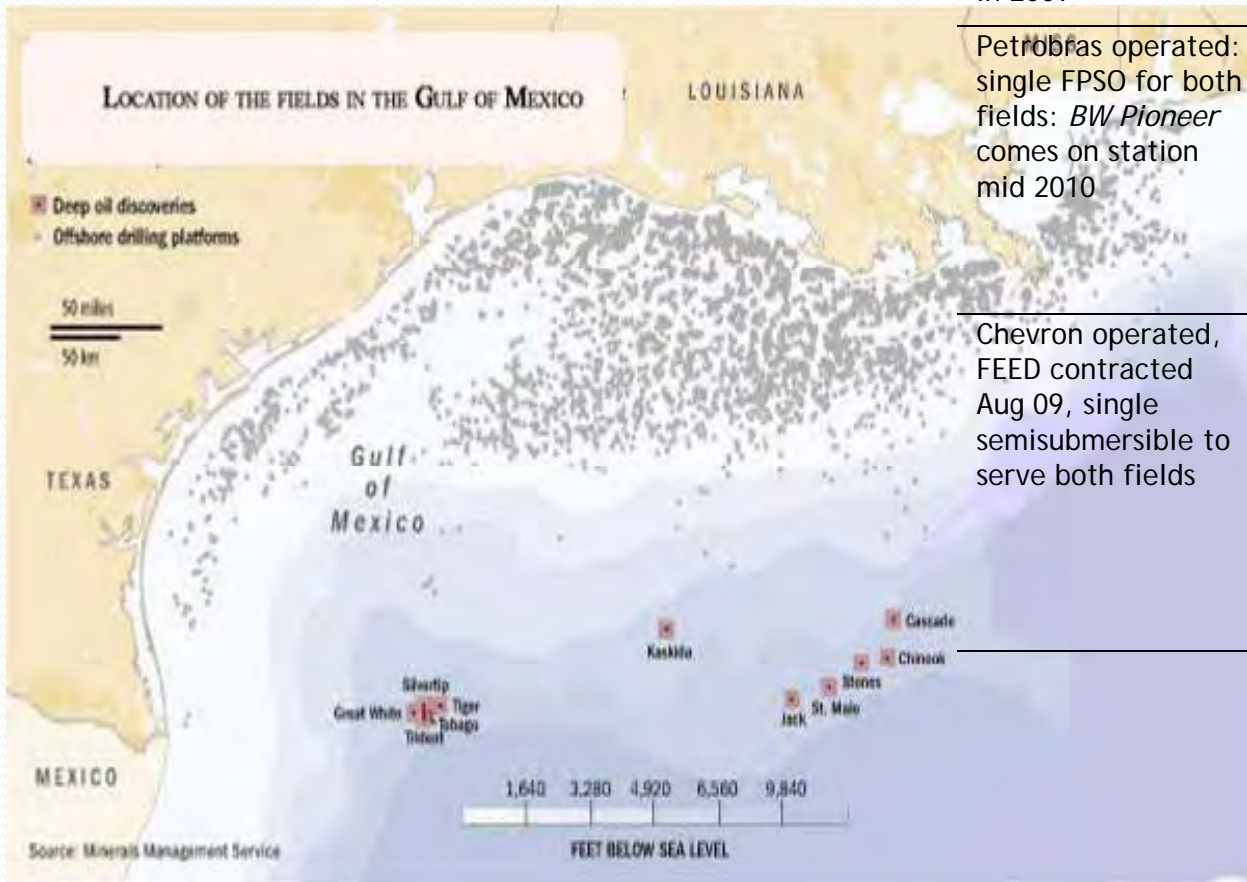 LOCATION OF THE FIELDS IN THE GULF OF MEXICO
LOUISIANA
Petrobras operated:
single FPSO for both
fields: BW Pioneer
comes on station
mid 2010
Deep oil discoveries
Offshore drilling platforms
50 miles
50 km
Chevron operated,
FEED contracted
Aug 09, single
semisubmersible to
serve both fields
TEXAS
Gulf
of
Mexico
Cascade
Kaskida
Chinook
Stones
St. Malo
Jack
Silvertip
Great White
Tiger
Tobago
Trident
MEXICO
1,640 3,280 4,920 6,560 9,840
FEET BELOW SEA LEVEL
Source: Minerals Management Service